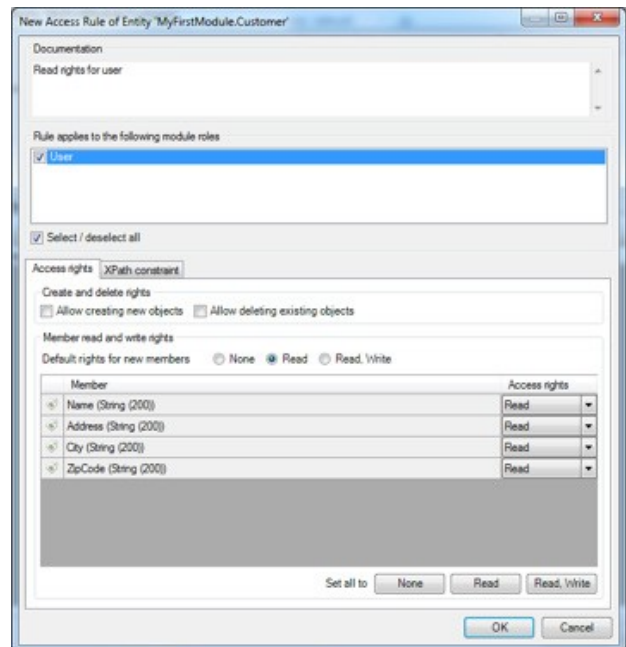 New Access Rule of Entity 'MyFirstModule.Customer'
Documentation
Read rights for user
Rule applies to the following module roles
User
Select / deselect all
Access rights XPath constraint
Create and delete rights
Allow creating new objects Allow deleting existing objects
Member read and write rights
Default rights for new members None Read Read, Write
Member Access rights
Name (String (200)) Read
Address (String (200)) Read
City (String (200)) Read
ZipCode (String (200)) Read
Set all to None Read Read, Write
OK Cancel